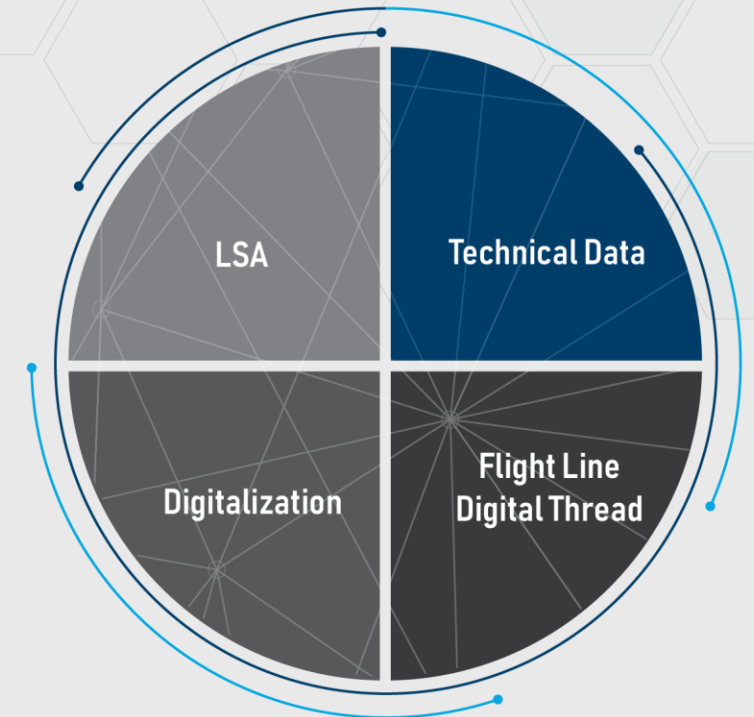 LSA
Technical Data
Digitalization
Flight Line
Digital Thread